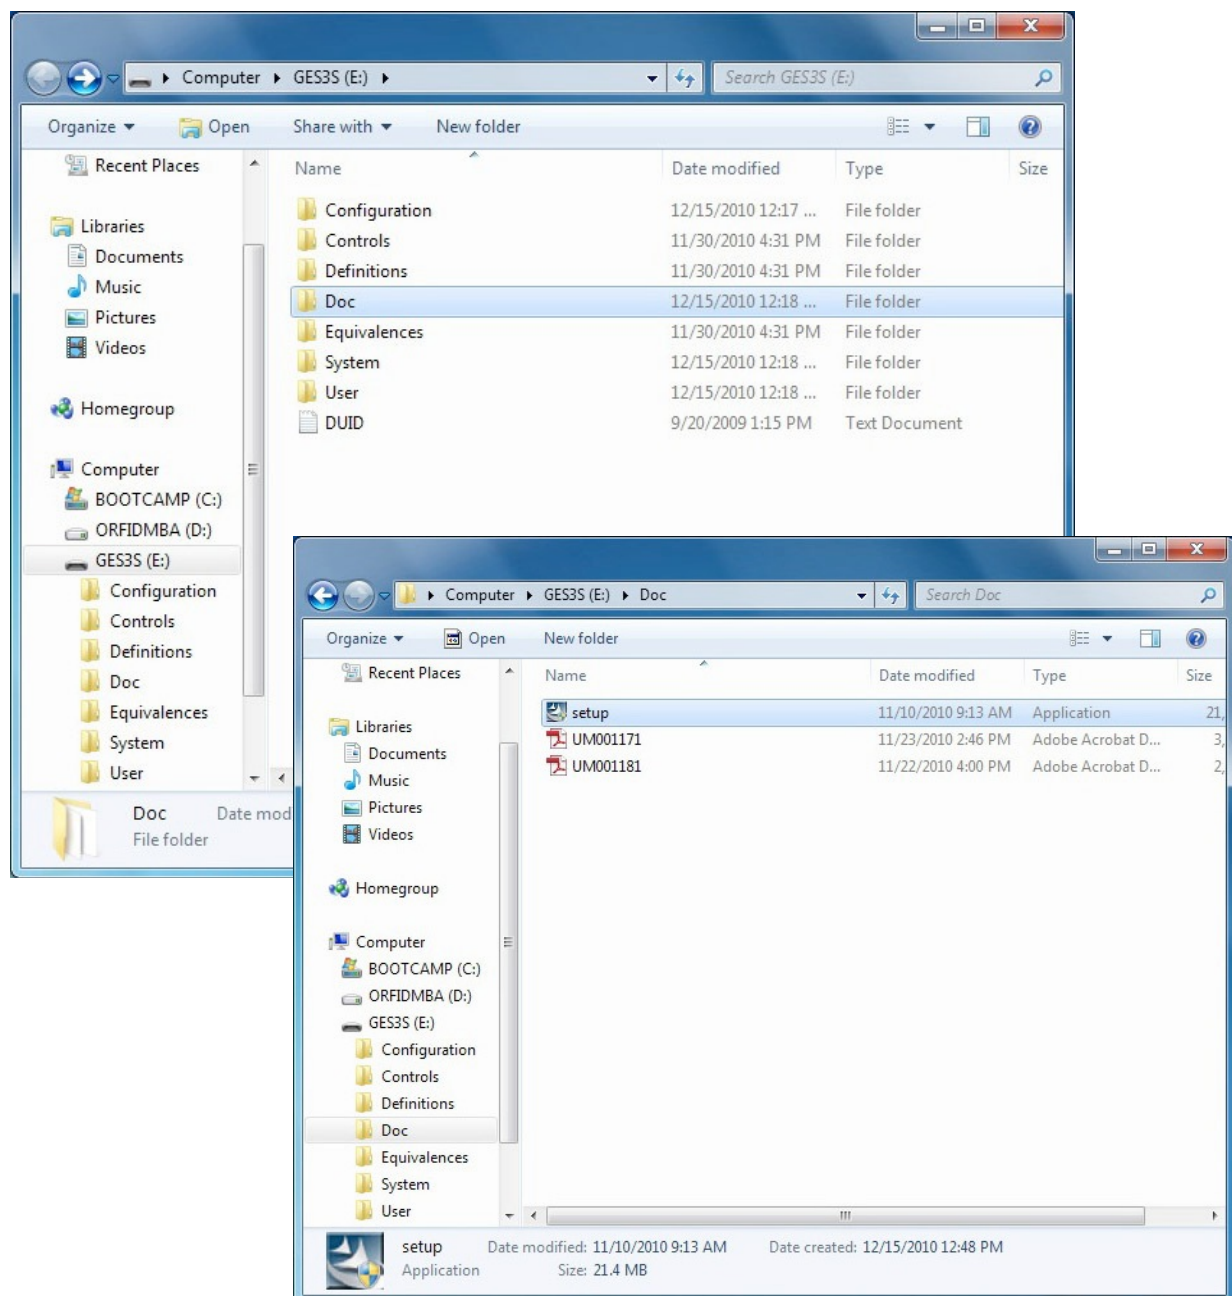 Computer GES3S (E:) Search GES3S (E:)
Organize Open Share with New folder
Recent Places
Libraries
Documents
Music
Pictures
Videos
Homegroup
Computer
BOOTCAMP (C:)
ORFIDMBA (D:)
GES3S (E:)
Configuration
Controls
Definitions
Doc
Equivalences
System
User
Name Date modified Type Size
Configuration 12/15/2010 12:17 ... File folder
Controls 11/30/2010 4:31 PM File folder
Definitions 11/30/2010 4:31 PM File folder
Doc 12/15/2010 12:18 ... File folder
Equivalences 11/30/2010 4:31 PM File folder
System 12/15/2010 12:18 ... File folder
User 12/15/2010 12:18 ... File folder
DUID 9/20/2009 1:15 PM Text Document
Doc Date mod
File folder
Computer GES3S (E:) Doc Search Doc
Organize Open New folder
Recent Places
Libraries
Documents
Music
Pictures
Videos
Homegroup
Computer
BOOTCAMP (C:)
ORFIDMBA (D:)
GES3S (E:)
Configuration
Controls
Definitions
Doc
Equivalences
System
User
Name Date modified Type Size
setup 11/10/2010 9:13 AM Application 21,
UM001171 11/23/2010 2:46 PM Adobe Acrobat D... 3,
UM001181 11/22/2010 4:00 PM Adobe Acrobat D... 2,
setup Date modified: 11/10/2010 9:13 AM Date created: 12/15/2010 12:48 PM
Application Size: 21.4 MB